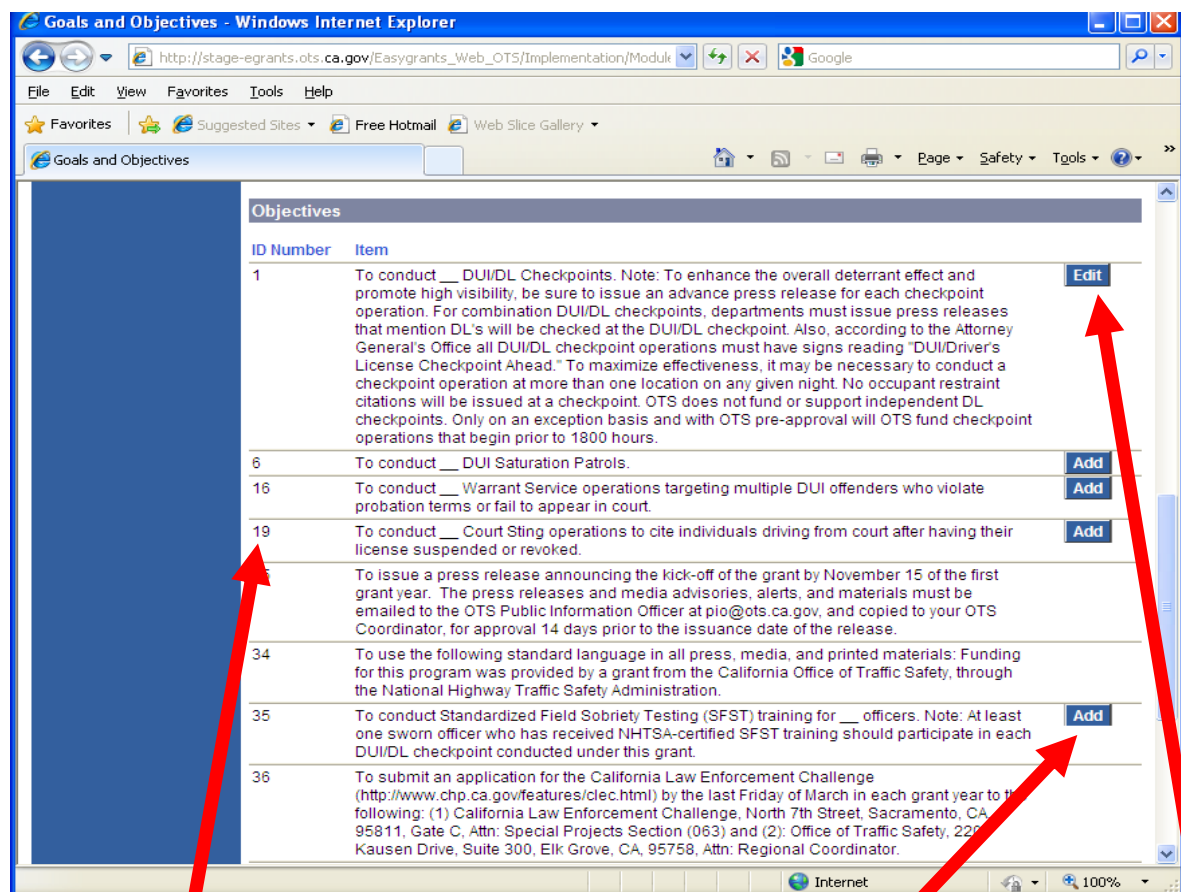 Goals and Objectives - Windows Internet Explorer
http://stage-egrants.ots.ca.gov/Easygrants_Web_OTS/Implementation/Module
Google
File Edit View Favorites Tools Help
Favorites Suggested Sites Free Hotmail Web Slice Gallery
Goals and Objectives
Page Safety Tools
Objectives
ID Number Item
1 To conduct __ DUI/DL Checkpoints. Note: To enhance the overall deterrant effect and Edit
promote high visibility, be sure to issue an advance press release for each checkpoint
operation. For combination DUI/DL checkpoints, departments must issue press releases
that mention DL's will be checked at the DUI/DL checkpoint. Also, according to the Attorney
General's Office all DUI/DL checkpoint operations must have signs reading "DUI/Driver's
License Checkpoint Ahead." To maximize effectiveness, it may be necessary to conduct a
checkpoint operation at more than one location on any given night. No occupant restraint
citations will be issued at a checkpoint. OTS does not fund or support independent DL
checkpoints. Only on an exception basis and with OTS pre-approval will OTS fund checkpoint
operations that begin prior to 1800 hours.
6 To conduct __ DUI Saturation Patrols. Add
16 To conduct __ Warrant Service operations targeting multiple DUI offenders who violate Add
probation terms or fail to appear in court.
19 To conduct __ Court Sting operations to cite individuals driving from court after having their Add
license suspended or revoked.
To issue a press release announcing the kick-off of the grant by November 15 of the first
grant year. The press releases and media advisories, alerts, and materials must be
emailed to the OTS Public Information Officer at pio@ots.ca.gov, and copied to your OTS
Coordinator, for approval 14 days prior to the issuance date of the release.
34 To use the following standard language in all press, media, and printed materials: Funding
for this program was provided by a grant from the California Office of Traffic Safety, through
the National Highway Traffic Safety Administration.
35 To conduct Standardized Field Sobriety Testing (SFST) training for __ officers. Note: At least Add
one sworn officer who has received NHTSA-certified SFST training should participate in each
DUI/DL checkpoint conducted under this grant.
36 To submit an application for the California Law Enforcement Challenge
(http://www.chp.ca.gov/features/clec.html) by the last Friday of March in each grant year to
following: (1) California Law Enforcement Challenge, North 7th Street, Sacramento, CA,
95811, Gate C, Attn: Special Projects Section (063) and (2): Office of Traffic Safety,
Kausen Drive, Suite 300, Elk Grove, CA, 95758, Attn: Regional Coordinator.
Internet 100%